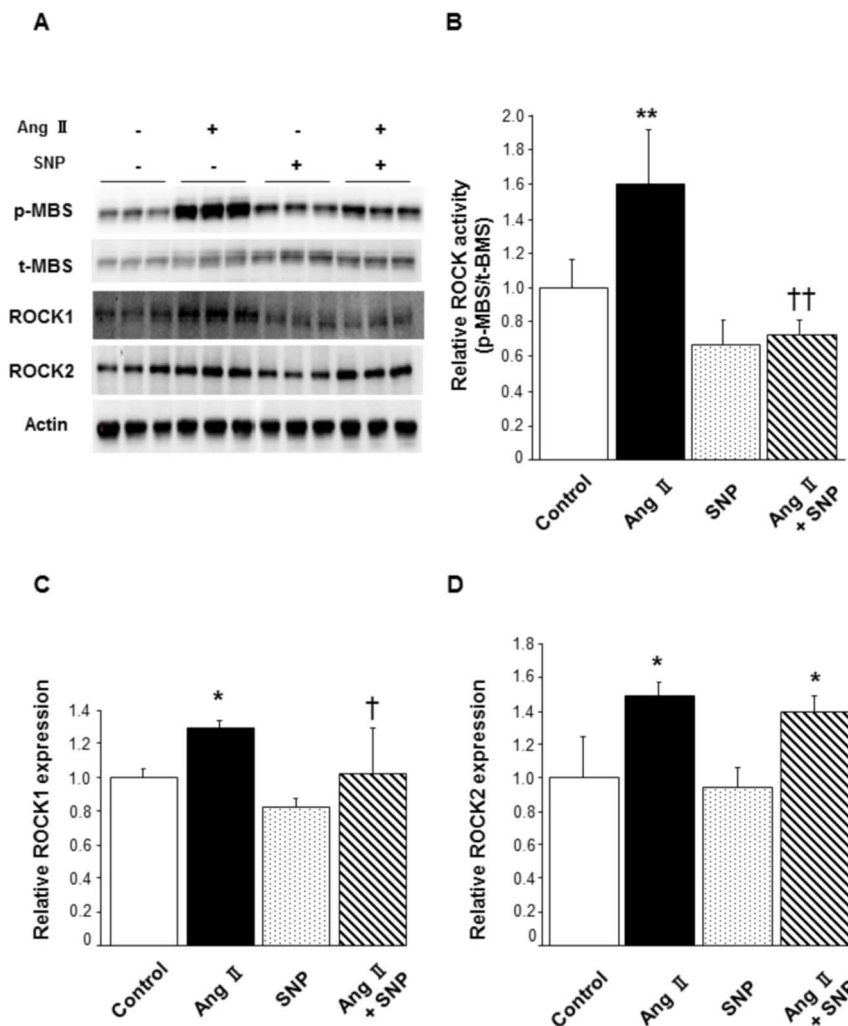 A
Ang Ⅱ - + - +
SNP - - + +
p-MBS
t-MBS
ROCK1
ROCK2
Actin
B
Relative ROCK activity
(p-MBS/t-BMS)
2.0
1.8
1.6
1.4
1.2
1.0
0.8
0.6
0.4
0.2
0
**
††
Control
Ang Ⅱ
SNP
Ang Ⅱ
+ SNP
C
Relative ROCK1 expression
1.4
1.2
1.0
0.8
0.6
0.4
0.2
0
*
†
Control
Ang Ⅱ
SNP
Ang Ⅱ
+ SNP
D
Relative ROCK2 expression
1.8
1.6
1.4
1.2
1.0
0.8
0.6
0.4
0.2
0
*
*
Control
Ang Ⅱ
SNP
Ang Ⅱ
+ SNP